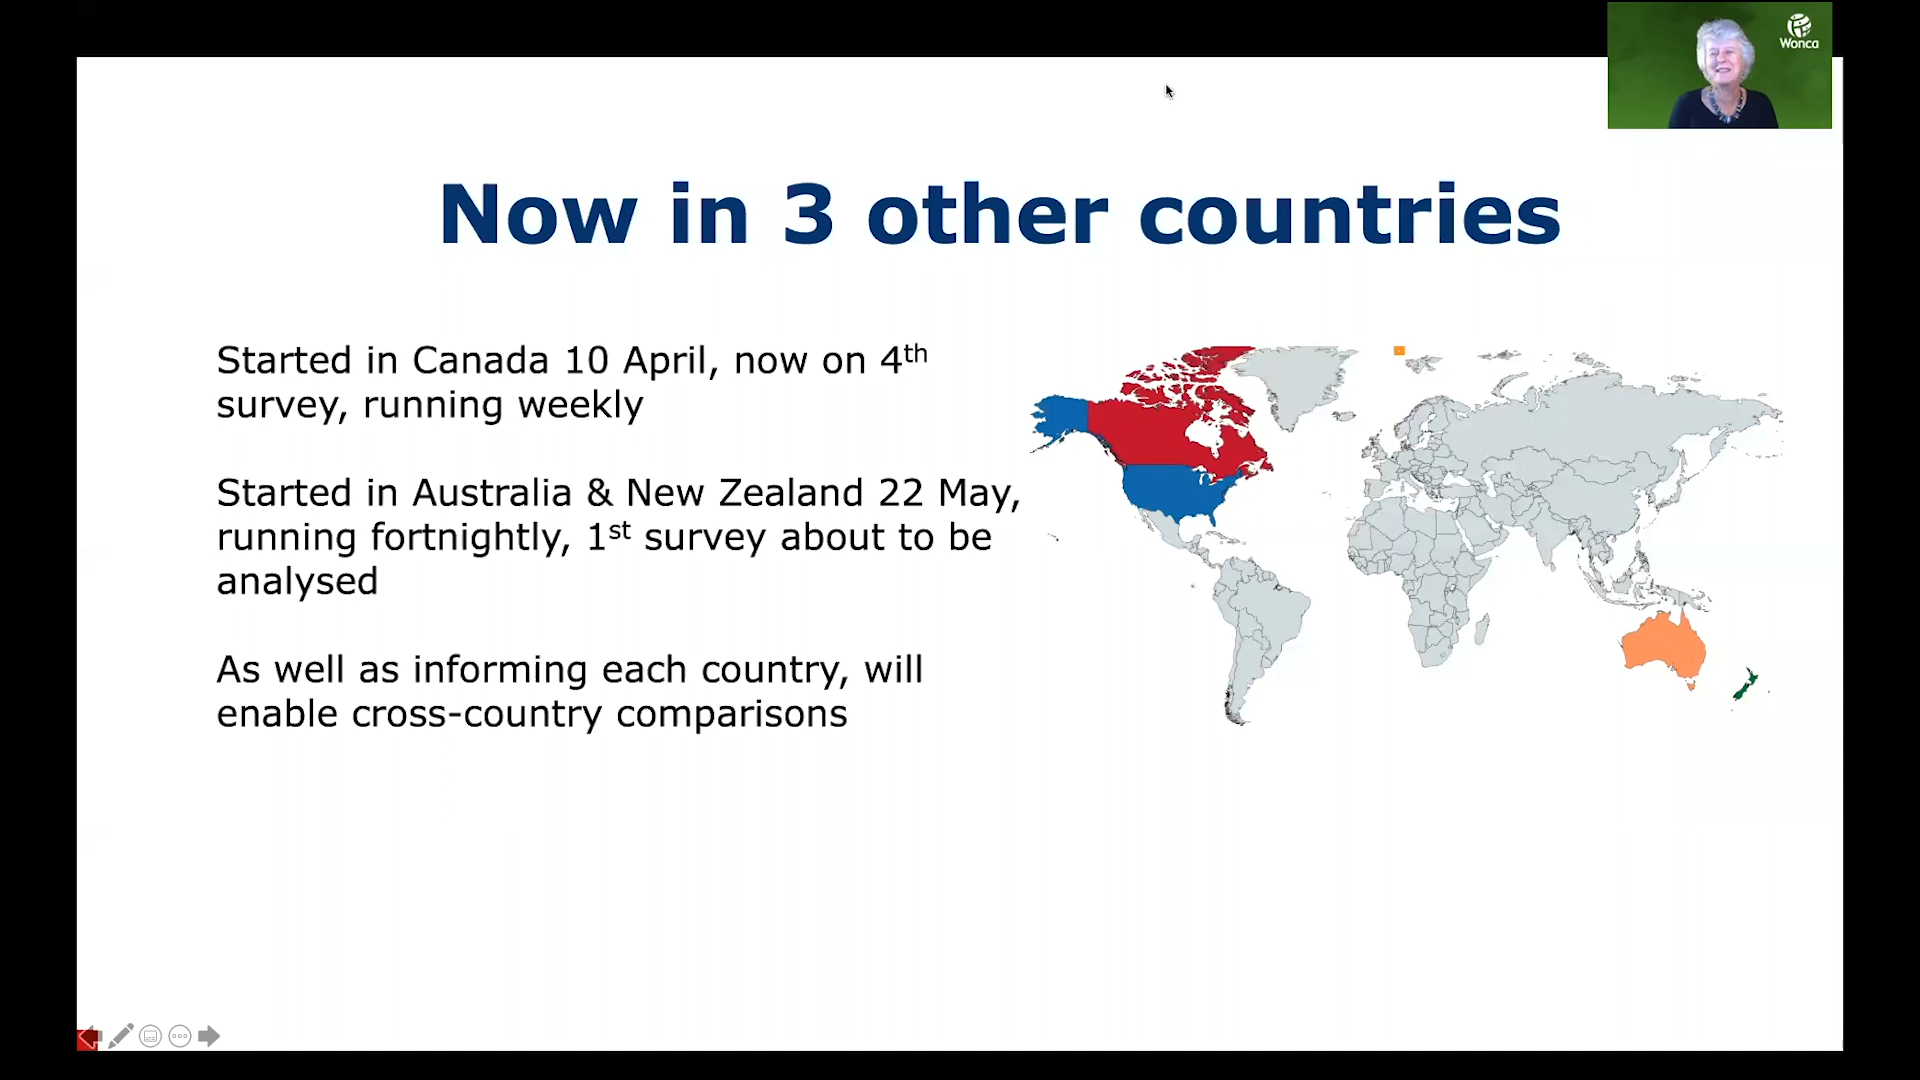 Wonca
Now in 3 other countries
Started in Canada 10 April, now on 4th
survey, running weekly
Started in Australia & New Zealand 22 May,
running fortnightly, 1st survey about to be
analysed
As well as informing each country, will
enable cross-country comparisons